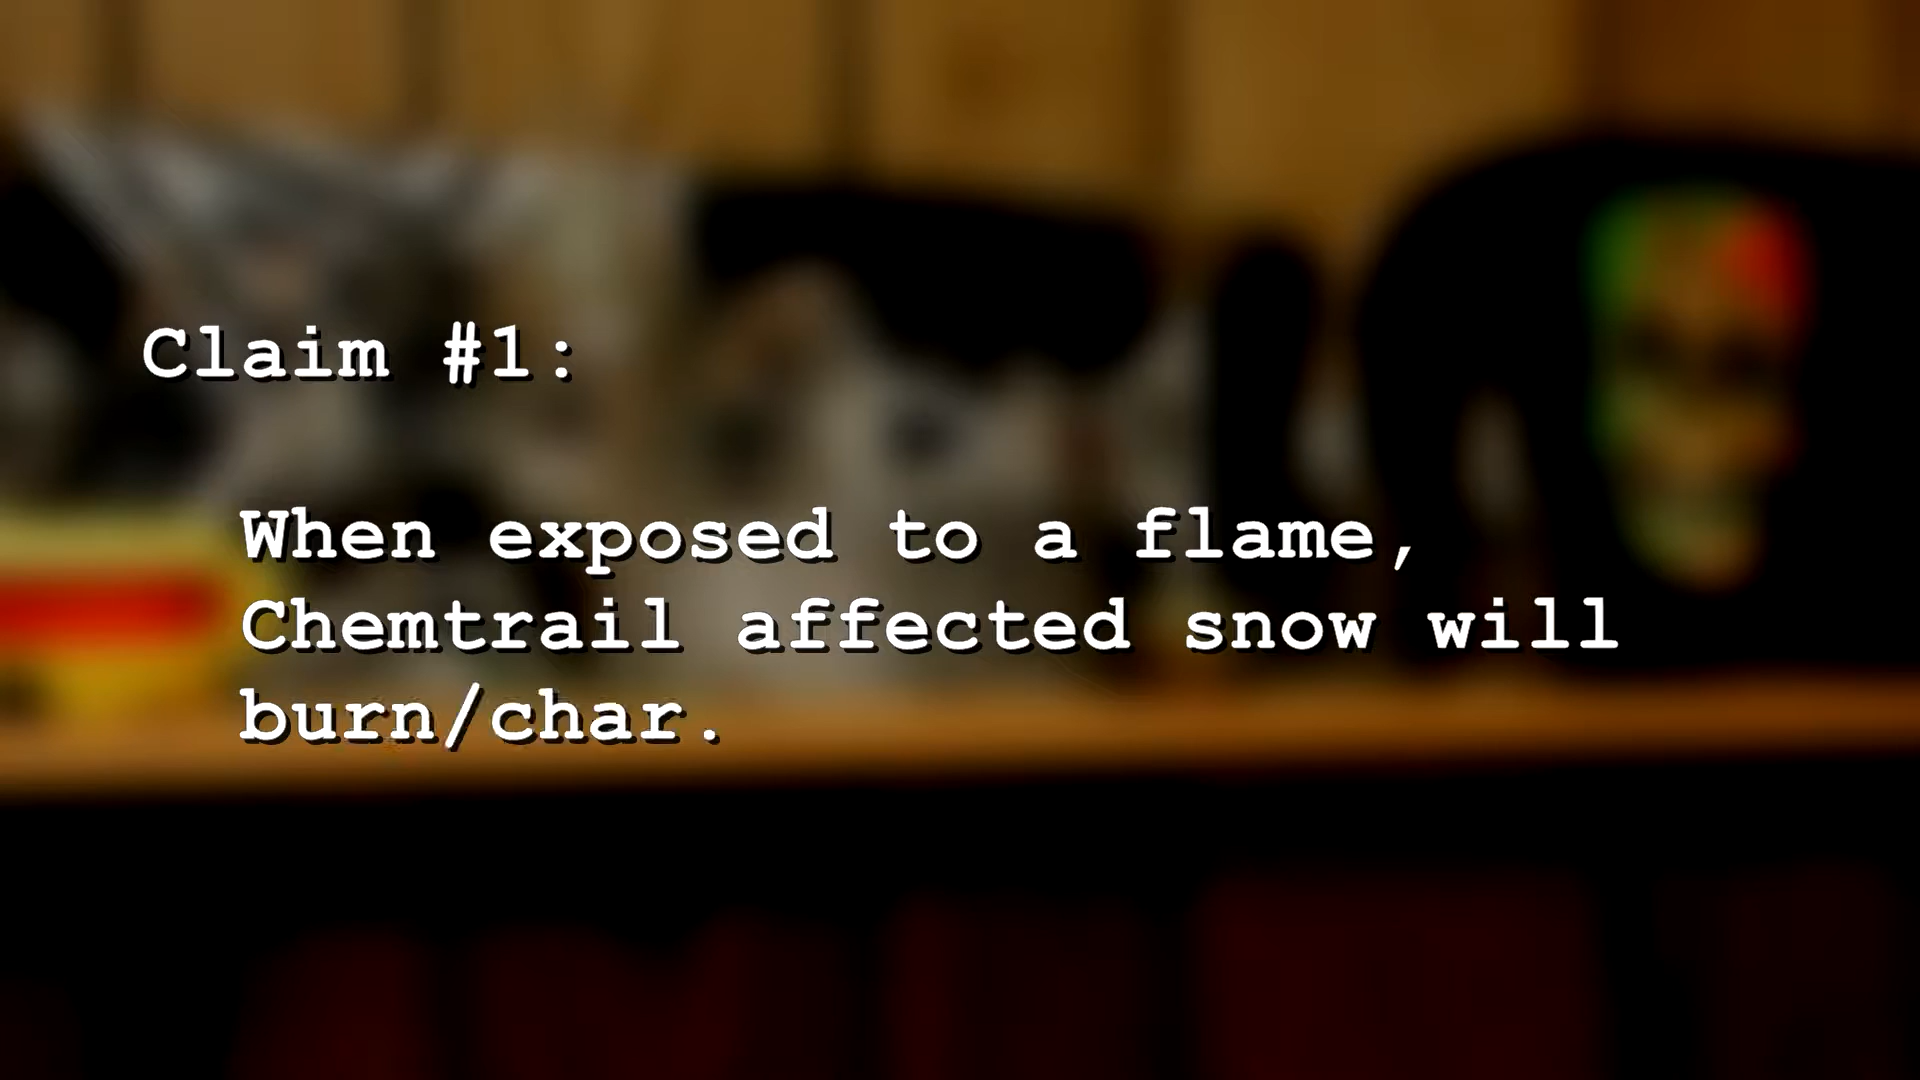 Claim #1:
When exposed to a flame,
Chemtrail affected snow will
burn/char.